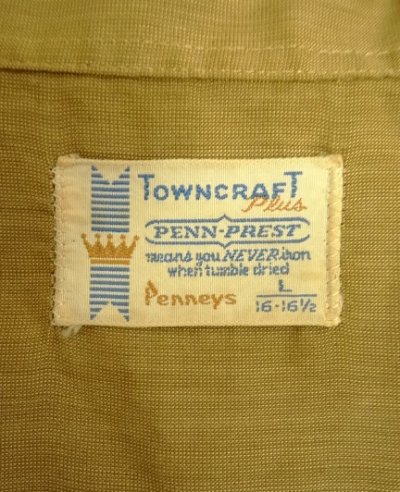 TOWNCRAFT
Plus
PENN-PREST
means you NEVER iron
when tumble dried
Penneys
L
16-16½